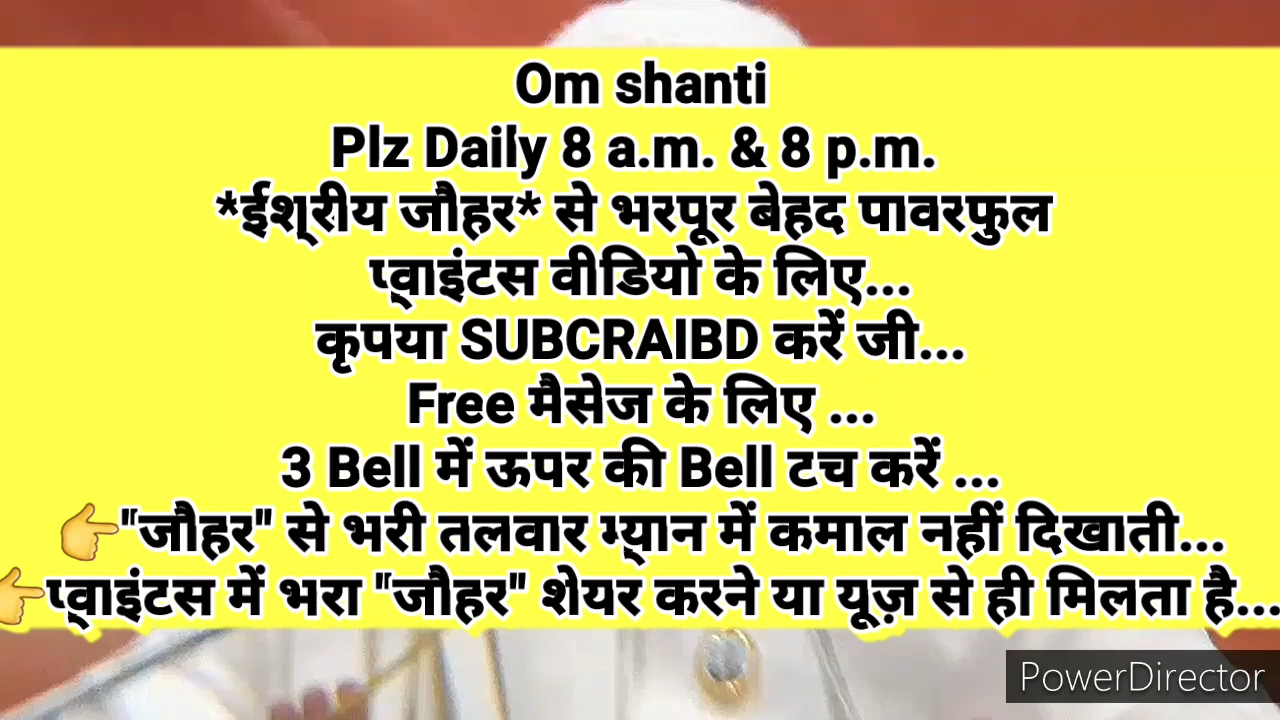 Om shanti
Plz Daily 8 a.m. & 8 p.m.
*ईश्रीय जौहर* से भरपूर बेहद पावरफुल
प्वाइंटस वीडियो के लिए...
कृपया SUBCRAIBD करें जी...
Free मैसेज के लिए ...
3 Bell में ऊपर की Bell टच करें ...
👉"जौहर" से भरी तलवार म्यान में कमाल नहीं दिखाती...
👉प्वाइंटस में भरा "जौहर" शेयर करने या यूज़ से ही मिलता है...
PowerDirector